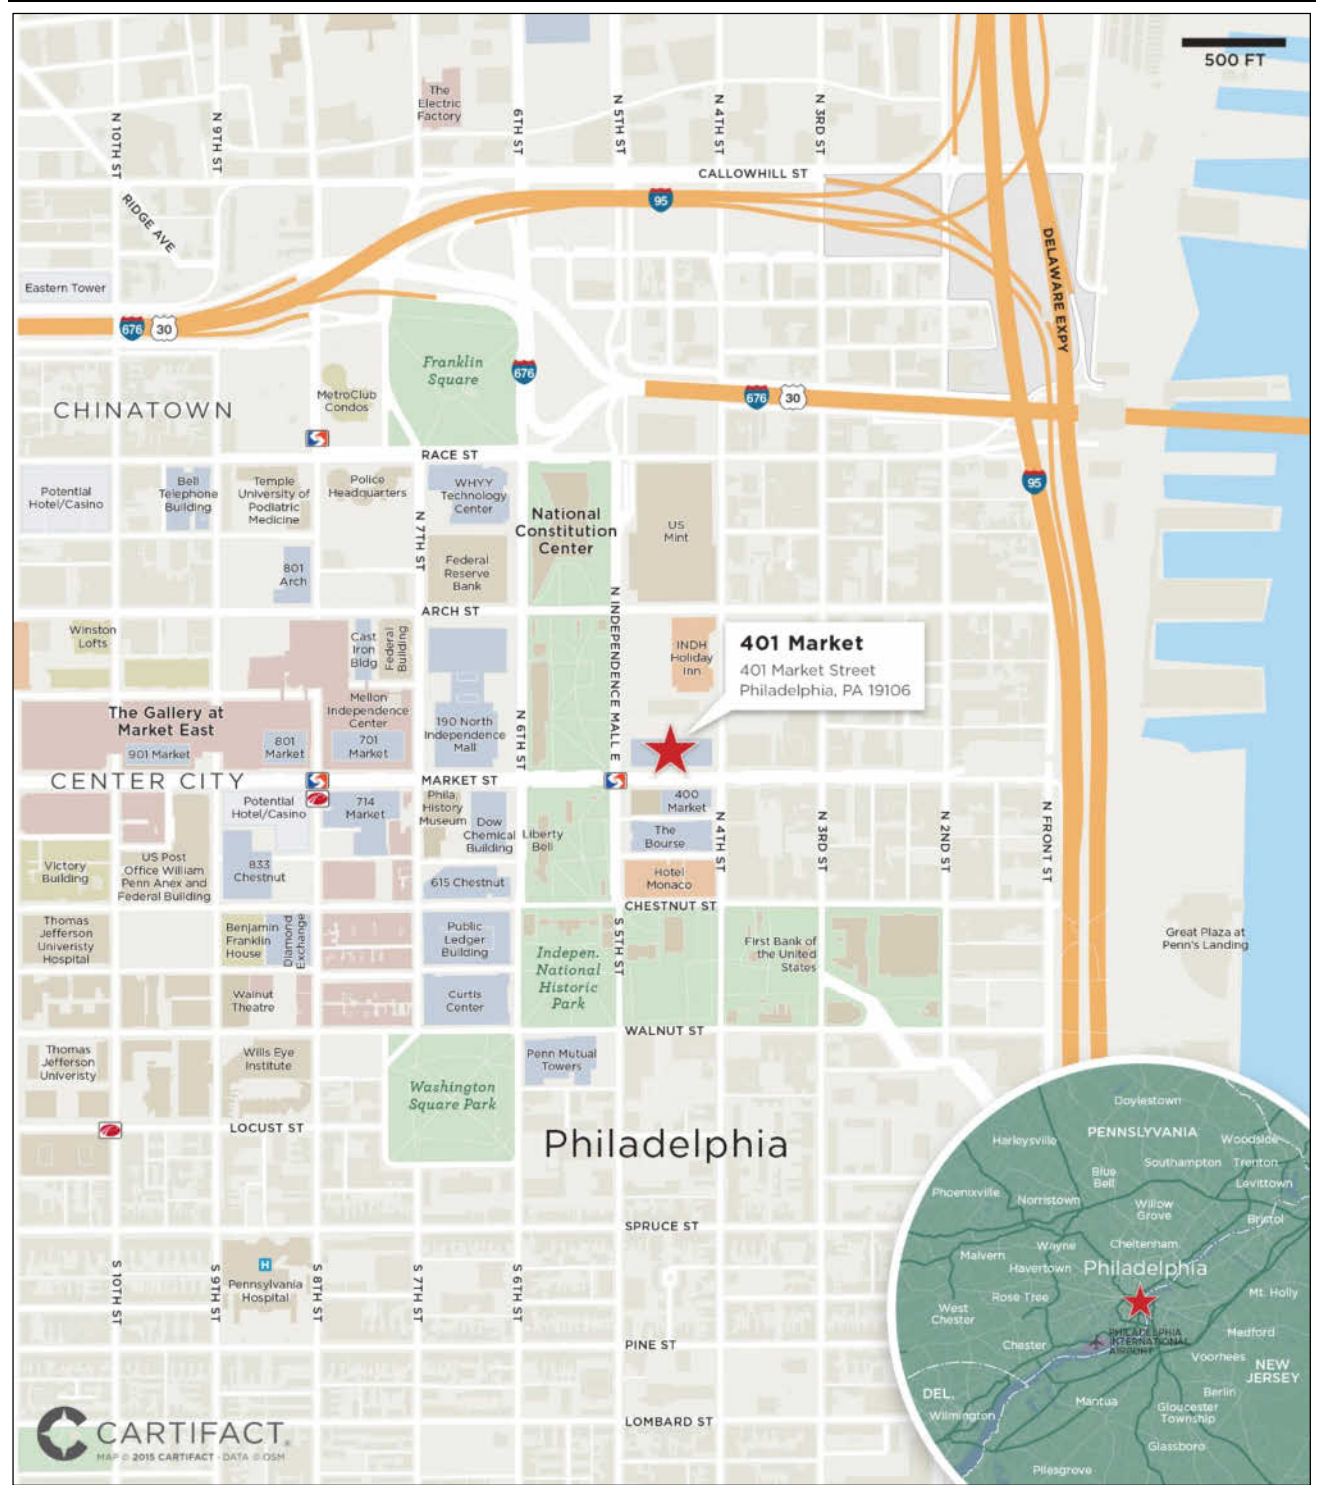 500 FT
The
Electric
Factory
N 10TH ST
N 9TH ST
6TH ST
N 5TH ST
N 4TH ST
N 3RD ST
CALLOWHILL ST
95
RIDGE AVE
DELAWARE EXPY
Eastern Tower
676
30
Franklin
Square
676
MetroClub
Condos
676
30
CHINATOWN
RACE ST
95
Potential
Hotel/Casino
Bell
Telephone
Building
Temple
University of
Podiatric
Medicine
Police
Headquarters
WHYY
Technology
Center
National
Constitution
Center
US
Mint
N 7TH ST
801
Arch
Federal
Reserve
Bank
ARCH ST
N INDEPENDENCE MALL E
Winston
Lofts
Cast
Iron
Bldg
Federal
Building
INDH
Holiday
Inn
401 Market
401 Market Street
Philadelphia, PA 19106
Mellon
Independence
Center
The Gallery at
Market East
901 Market
801
Market
701
Market
190 North
Independence
Mall
N 6TH ST
CENTER CITY
MARKET ST
Potential
Hotel/Casino
714
Market
Phila.
History
Museum
Dow
Chemical
Building
Liberty
Bell
400
Market
The
Bourse
N 4TH ST
N 3RD ST
N 2ND ST
N FRONT ST
Victory
Building
US Post
Office William
Penn Anex and
Federal Building
833
Chestnut
615 Chestnut
Hotel
Monaco
CHESTNUT ST
Thomas
Jefferson
Univeristy
Hospital
Benjamin
Franklin
House
Diamond
Exchange
Public
Ledger
Building
Indepen.
National
Historic
Park
S 5TH ST
First Bank of
the United
States
Great Plaza at
Penn's Landing
Walnut
Theatre
Curtis
Center
WALNUT ST
Thomas
Jefferson
Univeristy
Wills Eye
Institute
Penn Mutual
Towers
Washington
Square Park
LOCUST ST
Philadelphia
SPRUCE ST
H
Pennsylvania
Hospital
S 10TH ST
S 9TH ST
S 8TH ST
S 7TH ST
S 6TH ST
PINE ST
LOMBARD ST
CARTIFACT
MAP © 2015 CARTIFACT · DATA © OSM
Doylestown
Harleysville
PENNSLYVANIA
Woodside
Southampton
Trenton
Blue
Bell
Levittown
Phoenixville
Norristown
Willow
Grove
Bristol
Wayne
Cheltenham
Malvern
Havertown
Philadelphia
Rose Tree
Mt. Holly
West
Chester
PHILADELPHIA
INTERNATIONAL
AIRPORT
Medford
Chester
Voorhees
NEW
JERSEY
DEL.
Berlin
Mantua
Gloucester
Township
Wilmington
Glassboro
Pilesgrove